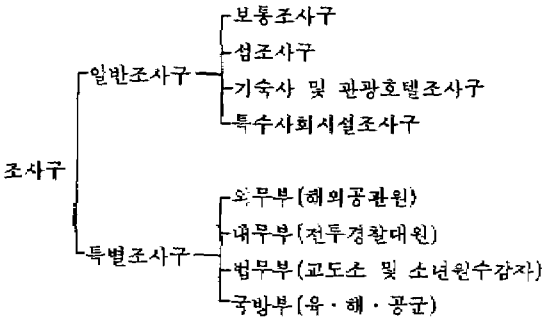 보통조사구
섬조사구
일반조사구
기숙사 및 관광호텔조사구
특수사회시설조사구
조사구
외무부(해외공관원)
내무부(전투경찰대원)
특별조사구
법무부(교도소 및 소년원수감자)
국방부(육·해·공군)